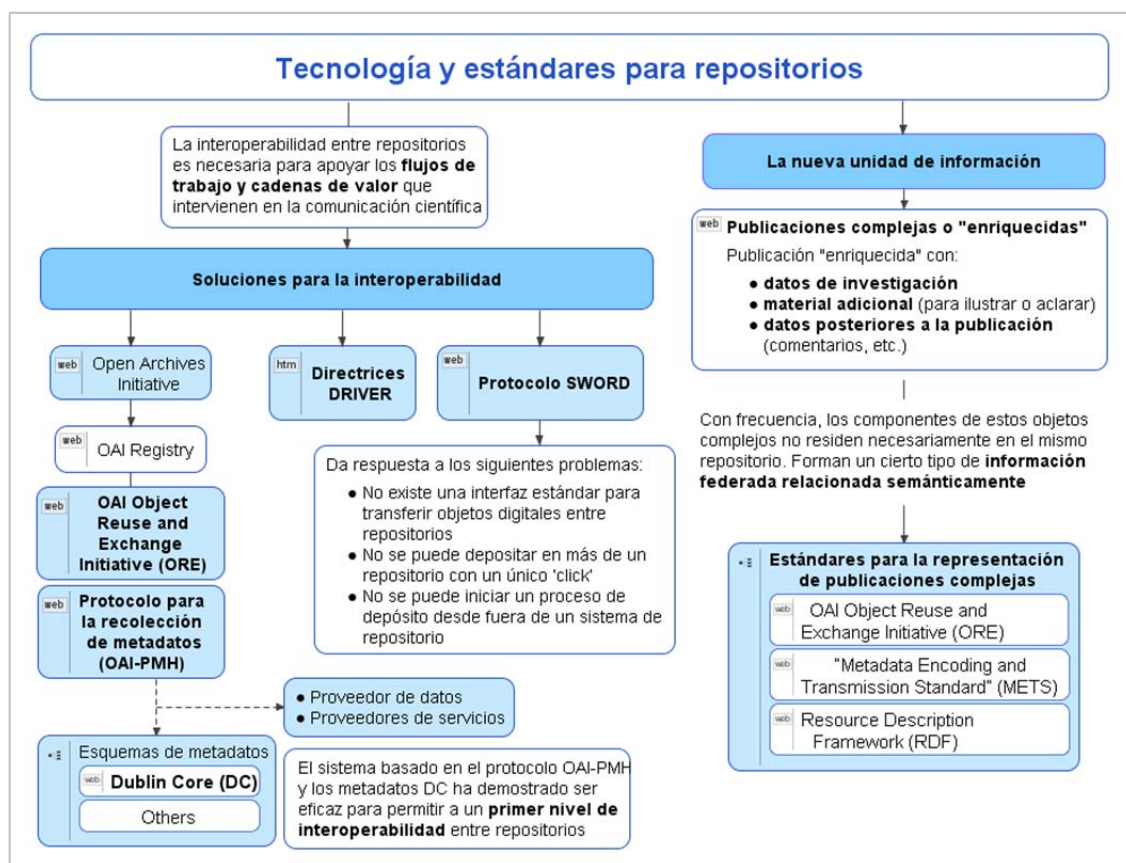 Tecnología y estándares para repositorios
La interoperabilidad entre repositorios
es necesaria para apoyar los flujos de
trabajo y cadenas de valor que
intervienen en la comunicación científica
Soluciones para la interoperabilidad
web
Open Archives
Initiative
web
OAI Registry
web
OAI Object
Reuse and
Exchange
Initiative (ORE)
web
Protocolo para
la recolección
de metadatos
(OAI-PMH)
htm
Directrices
DRIVER
web
Protocolo SWORD
Da respuesta a los siguientes problemas:
● No existe una interfaz estándar para
transferir objetos digitales entre
repositorios
● No se puede depositar en más de un
repositorio con un único 'click'
● No se puede iniciar un proceso de
depósito desde fuera de un sistema de
repositorio
● Proveedor de datos
● Proveedores de servicios
Esquemas de metadatos
web
Dublin Core (DC)
Others
El sistema basado en el protocolo OAI-PMH
y los metadatos DC ha demostrado ser
eficaz para permitir a un primer nivel de
interoperabilidad entre repositorios
La nueva unidad de información
web
Publicaciones complejas o "enriquecidas"
Publicación "enriquecida" con:
● datos de investigación
● material adicional (para ilustrar o aclarar)
● datos posteriores a la publicación
(comentarios, etc.)
Con frecuencia, los componentes de estos objetos
complejos no residen necesariamente en el mismo
repositorio. Forman un cierto tipo de información
federada relacionada semánticamente
Estándares para la representación
de publicaciones complejas
web
OAI Object Reuse and
Exchange Initiative (ORE)
web
"Metadata Encoding and
Transmission Standard" (METS)
web
Resource Description
Framework (RDF)